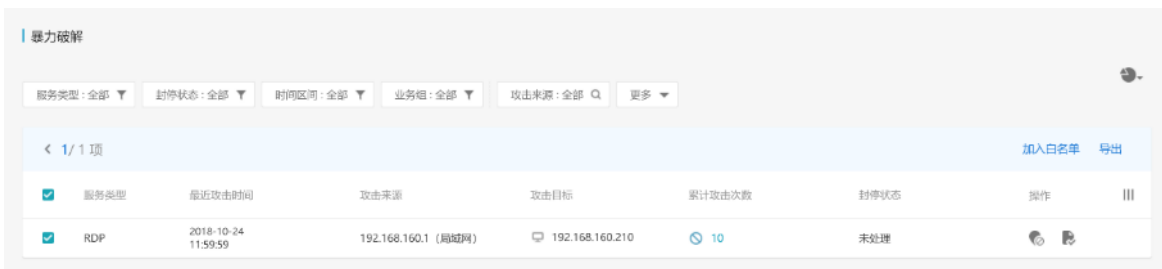 暴力破解
服务类型:全部 封停状态:全部 时间区间:全部 业务组:全部 攻击来源:全部 更多
1/ 1 项 加入白名单 导出
服务类型 最近攻击时间 攻击来源 攻击目标 累计攻击次数 封停状态 操作
RDP 2018-10-24 11:59:59 192.168.160.1 (局域网) 192.168.160.210 10 未处理